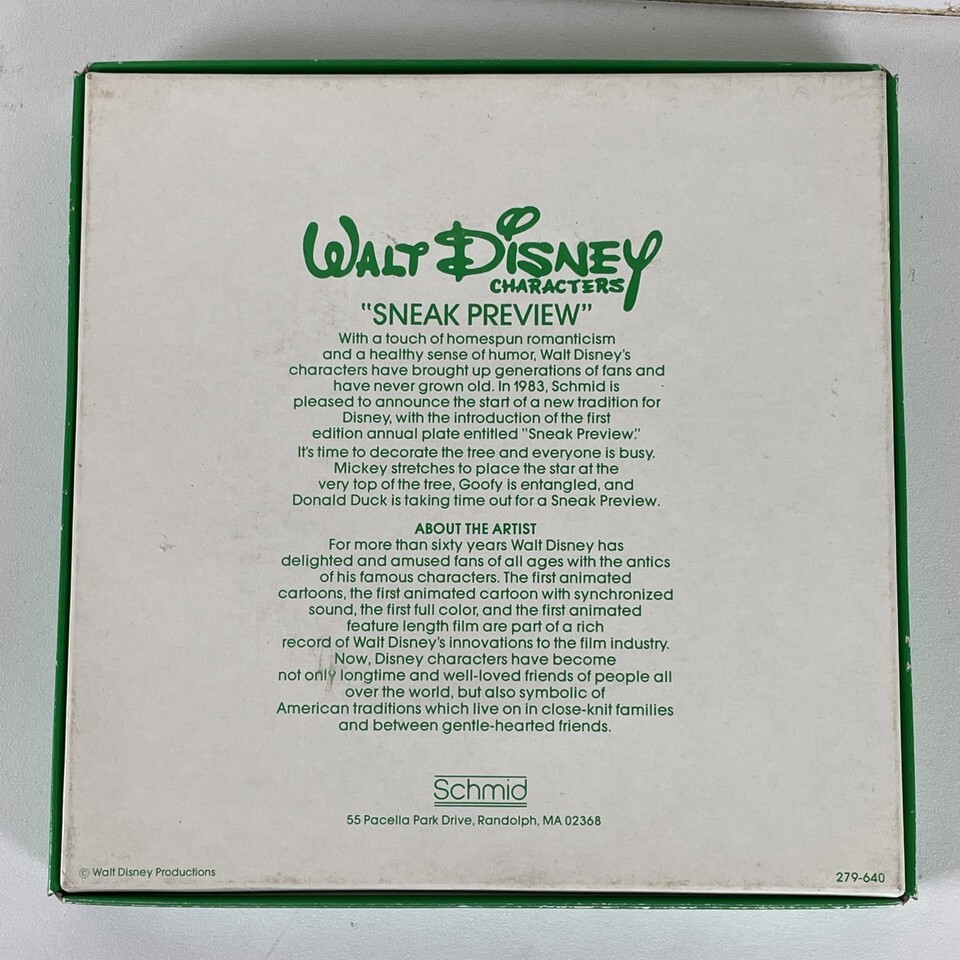 WALT DISNEY
CHARACTERS
"SNEAK PREVIEW"
With a touch of homespun romanticism
and a healthy sense of humor, Walt Disney's
characters have brought up generations of fans and
have never grown old. In 1983, Schmid is
pleased to announce the start of a new tradition for
Disney, with the introduction of the first
edition annual plate entitled "Sneak Preview."
It's time to decorate the tree and everyone is busy.
Mickey stretches to place the star at the
very top of the tree, Goofy is entangled, and
Donald Duck is taking time out for a Sneak Preview.
ABOUT THE ARTIST
For more than sixty years Walt Disney has
delighted and amused fans of all ages with the antics
of his famous characters. The first animated
cartoons, the first animated cartoon with synchronized
sound, the first full color, and the first animated
feature length film are part of a rich
record of Walt Disney's innovations to the film industry.
Now, Disney characters have become
not only longtime and well-loved friends of people all
over the world, but also symbolic of
American traditions which live on in close-knit families
and between gentle-hearted friends.
Schmid
55 Pacella Park Drive, Randolph, MA 02368
© Walt Disney Productions
279-640